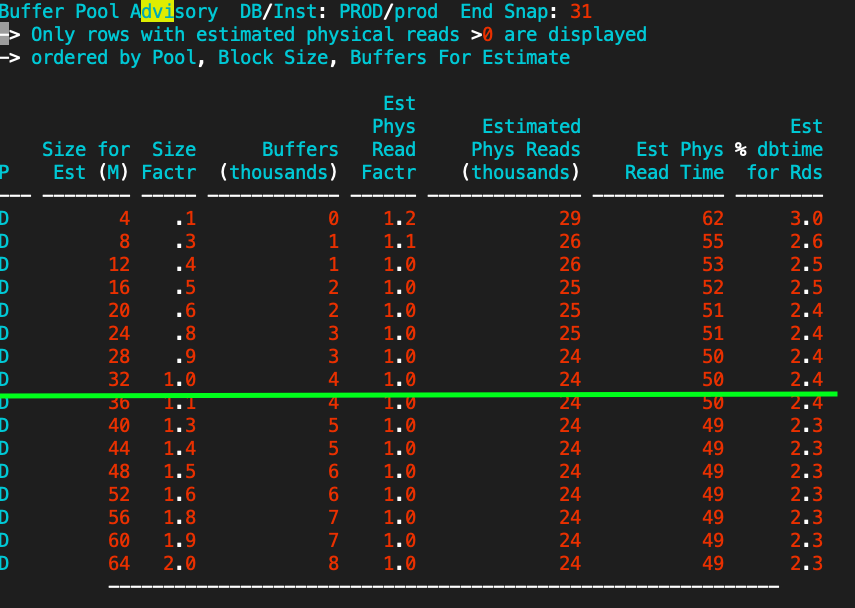 Buffer Pool Advisory  DB/Inst: PROD/prod  End Snap: 31
-> Only rows with estimated physical reads >0 are displayed
-> ordered by Pool, Block Size, Buffers For Estimate
                                   Est
                                  Phys      Estimated                   Est
    Size for  Size      Buffers   Read     Phys Reads     Est Phys % dbtime
P    Est (M) Factr  (thousands)  Factr    (thousands)    Read Time  for Rds
--- -------- ----- ------------ ------ -------------- ------------ --------
D          4    .1            0    1.2             29           62      3.0
D          8    .3            1    1.1             26           55      2.6
D         12    .4            1    1.0             26           53      2.5
D         16    .5            2    1.0             25           52      2.5
D         20    .6            2    1.0             25           51      2.4
D         24    .8            3    1.0             25           51      2.4
D         28    .9            3    1.0             24           50      2.4
D         32   1.0            4    1.0             24           50      2.4
D         36   1.1            4    1.0             24           50      2.4
D         40   1.3            5    1.0             24           49      2.3
D         44   1.4            5    1.0             24           49      2.3
D         48   1.5            6    1.0             24           49      2.3
D         52   1.6            6    1.0             24           49      2.3
D         56   1.8            7    1.0             24           49      2.3
D         60   1.9            7    1.0             24           49      2.3
D         64   2.0            8    1.0             24           49      2.3
-------------------------------------------------------------